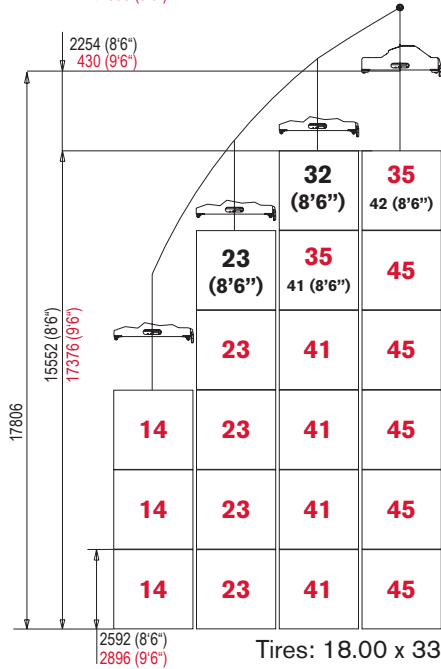 2254 (8'6“)
430 (9'6“)
32 35
(8'6”) 42 (8'6”)
23 35 45
(8'6”) 41 (8'6”)
15552 (8'6“)
17376 (9'6“)
17806
23 41 45
14 23 41 45
14 23 41 45
14 23 41 45
2592 (8'6“)
2896 (9'6“)
Tires: 18.00 x 33